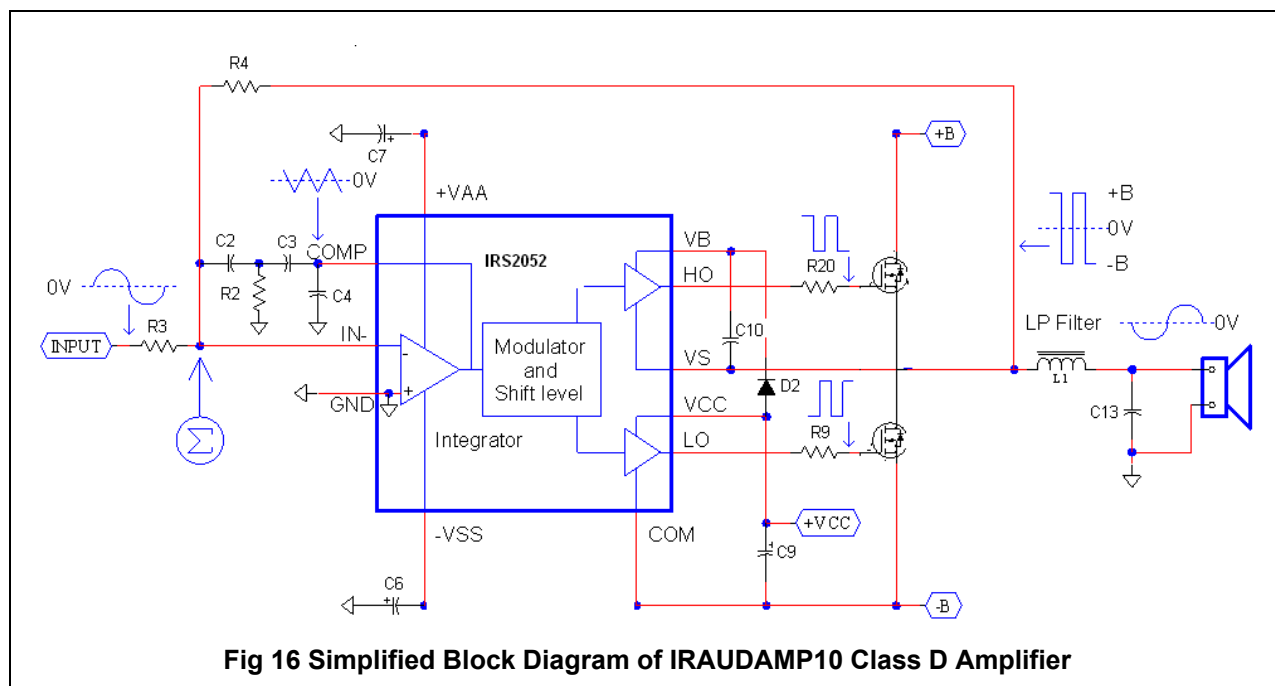 R4
+B
C7
+
0V
+VAA
+B
0V
-B
C2
C3
COMP
IRS2052
VB
HO
R20
R2
C4
0V
R3
C10
LP Filter
0V
INPUT
IN-
-
Modulator
and
Shift level
VS
L1
D2
+
GND
VCC
C13
Integrator
LO
R9
Σ
-VSS
COM
+VCC
+
C9
C6
+
-B
Fig 16 Simplified Block Diagram of IRAUDAMP10 Class D Amplifier